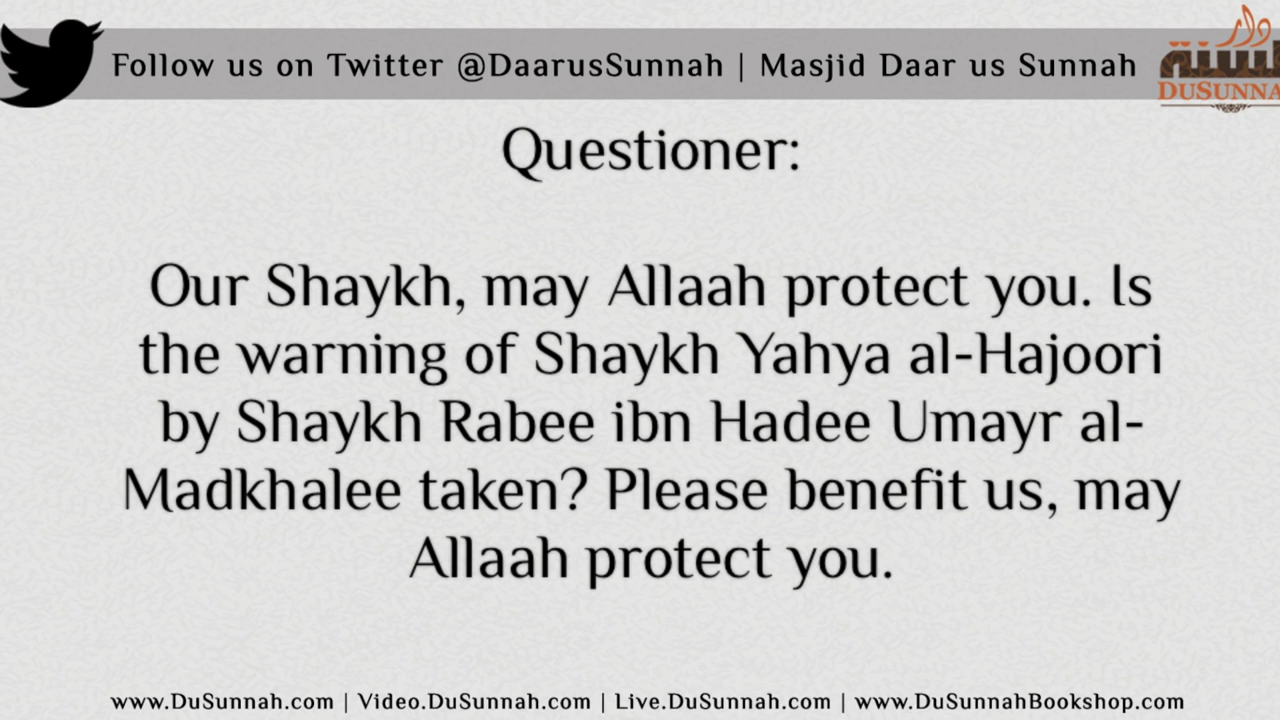 Follow us on Twitter @DaarusSunnah | Masjid Daar us Sunnah
دار
DUSUNNA
Questioner:
Our Shaykh, may Allaah protect you. Is
the warning of Shaykh Yahya al-Hajoori
by Shaykh Rabee ibn Hadee Umayr al-
Madkhalee taken? Please benefit us, may
Allaah protect you.
www.DuSunnah.com | Video.DuSunnah.com | Live.DuSunnah.com | www.DuSunnahBookshop.com